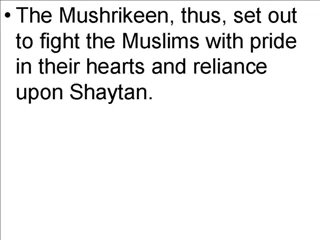 • The Mushrikeen, thus, set out
to fight the Muslims with pride
in their hearts and reliance
upon Shaytan.